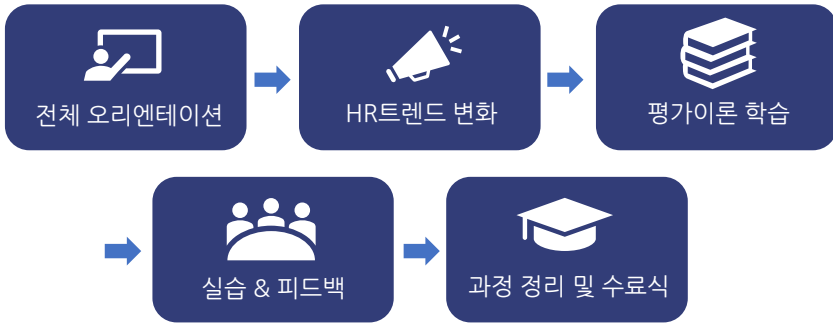 전체 오리엔테이션
HR트렌드 변화
평가이론 학습
실습 & 피드백
과정 정리 및 수료식